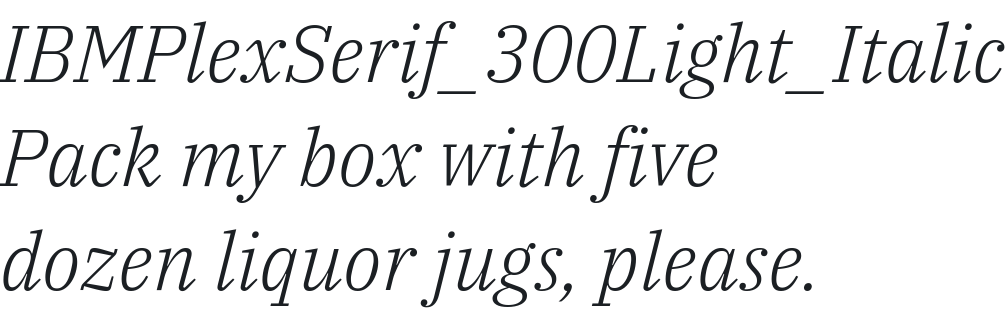 IBMPlexSerif_300Light_Italic
Pack my box with five
dozen liquor jugs, please.